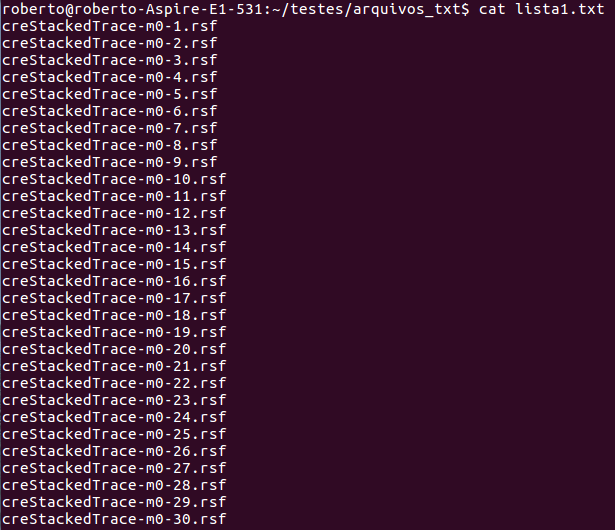 roberto@roberto-Aspire-E1-531:~/testes/arquivos_txt$ cat lista1.txt
creStackedTrace-m0-1.rsf
creStackedTrace-m0-2.rsf
creStackedTrace-m0-3.rsf
creStackedTrace-m0-4.rsf
creStackedTrace-m0-5.rsf
creStackedTrace-m0-6.rsf
creStackedTrace-m0-7.rsf
creStackedTrace-m0-8.rsf
creStackedTrace-m0-9.rsf
creStackedTrace-m0-10.rsf
creStackedTrace-m0-11.rsf
creStackedTrace-m0-12.rsf
creStackedTrace-m0-13.rsf
creStackedTrace-m0-14.rsf
creStackedTrace-m0-15.rsf
creStackedTrace-m0-16.rsf
creStackedTrace-m0-17.rsf
creStackedTrace-m0-18.rsf
creStackedTrace-m0-19.rsf
creStackedTrace-m0-20.rsf
creStackedTrace-m0-21.rsf
creStackedTrace-m0-22.rsf
creStackedTrace-m0-23.rsf
creStackedTrace-m0-24.rsf
creStackedTrace-m0-25.rsf
creStackedTrace-m0-26.rsf
creStackedTrace-m0-27.rsf
creStackedTrace-m0-28.rsf
creStackedTrace-m0-29.rsf
creStackedTrace-m0-30.rsf